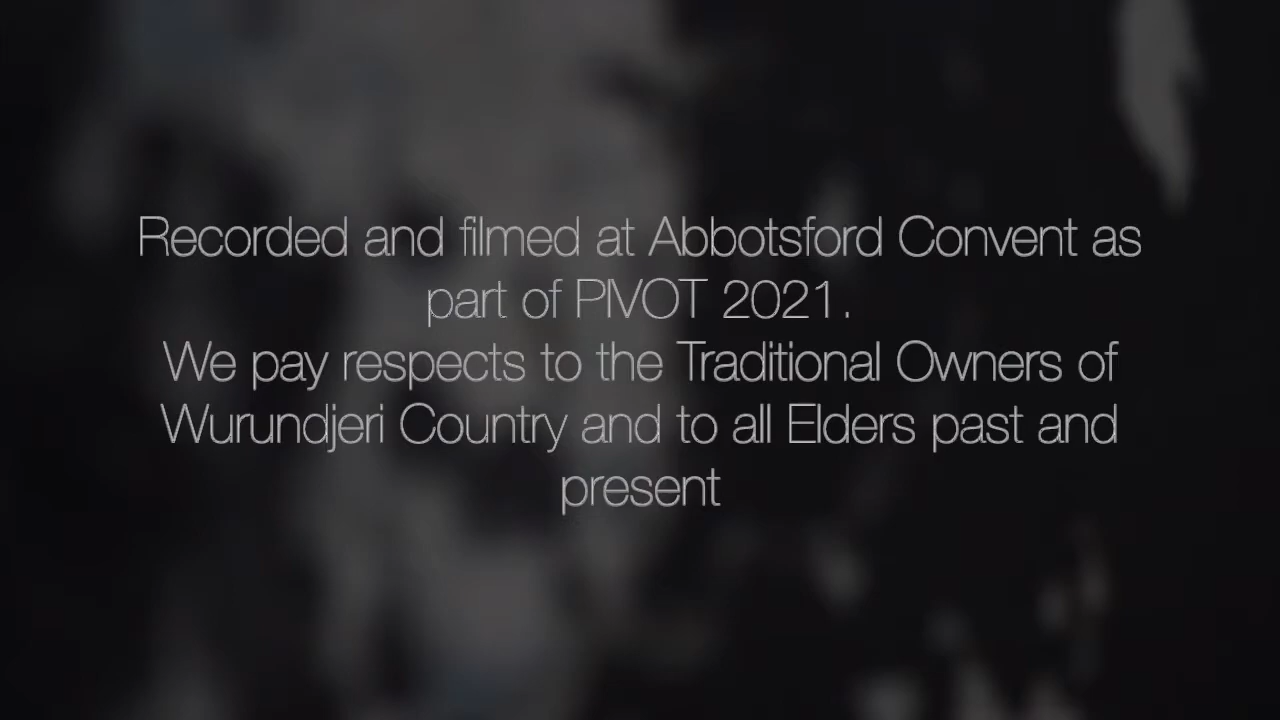 Recorded and filmed at Abbotsford Convent as
part of PIVOT 2021.
We pay respects to the Traditional Owners of
Wurundjeri Country and to all Elders past and
present